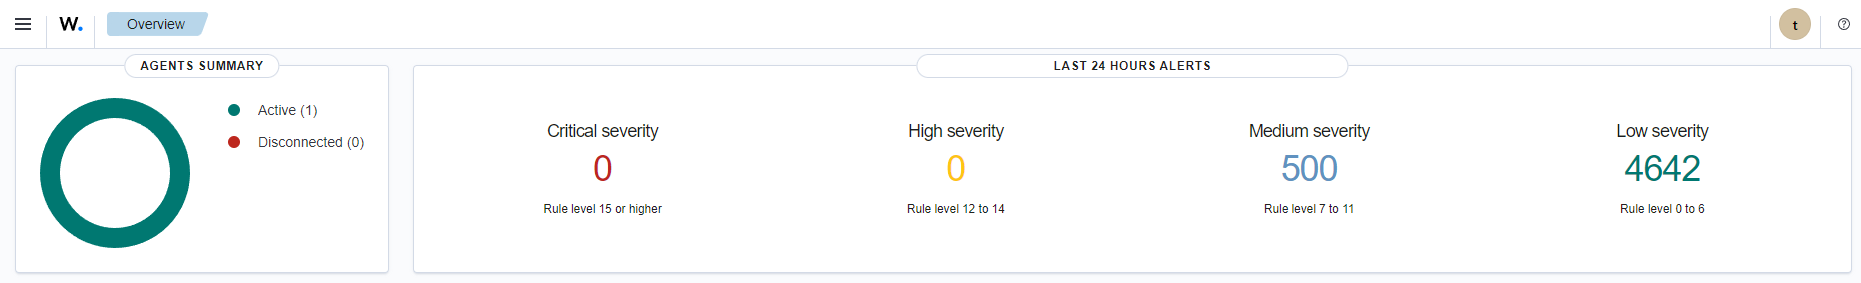 W. Overview t ?
AGENTS SUMMARY
Active (1)
Disconnected (0)
LAST 24 HOURS ALERTS
Critical severity
0
Rule level 15 or higher
High severity
0
Rule level 12 to 14
Medium severity
500
Rule level 7 to 11
Low severity
4642
Rule level 0 to 6